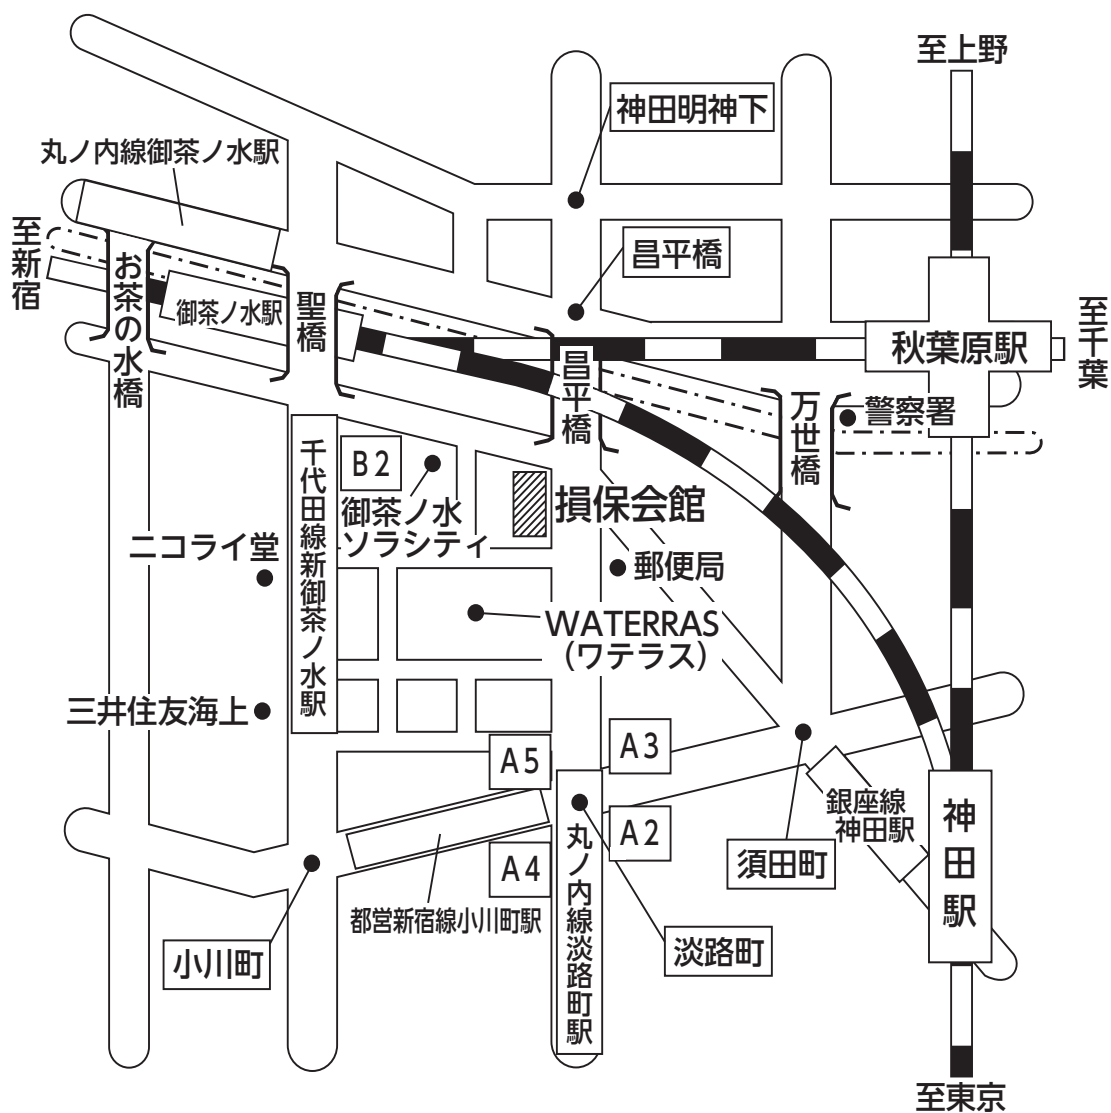 至上野
神田明神下
丸ノ内線御茶ノ水駅
至新宿
昌平橋
お茶の水橋
御茶ノ水駅
聖橋
至千葉
秋葉原駅
昌平橋
万世橋
警察署
千代田線新御茶ノ水駅
B2
御茶ノ水
ソラシティ
損保会館
ニコライ堂
郵便局
WATERRAS
(ワテラス)
三井住友海上
A5
A3
A2
A4
丸ノ内線淡路町駅
銀座線
神田駅
神田駅
須田町
都営新宿線小川町駅
小川町
淡路町
至東京